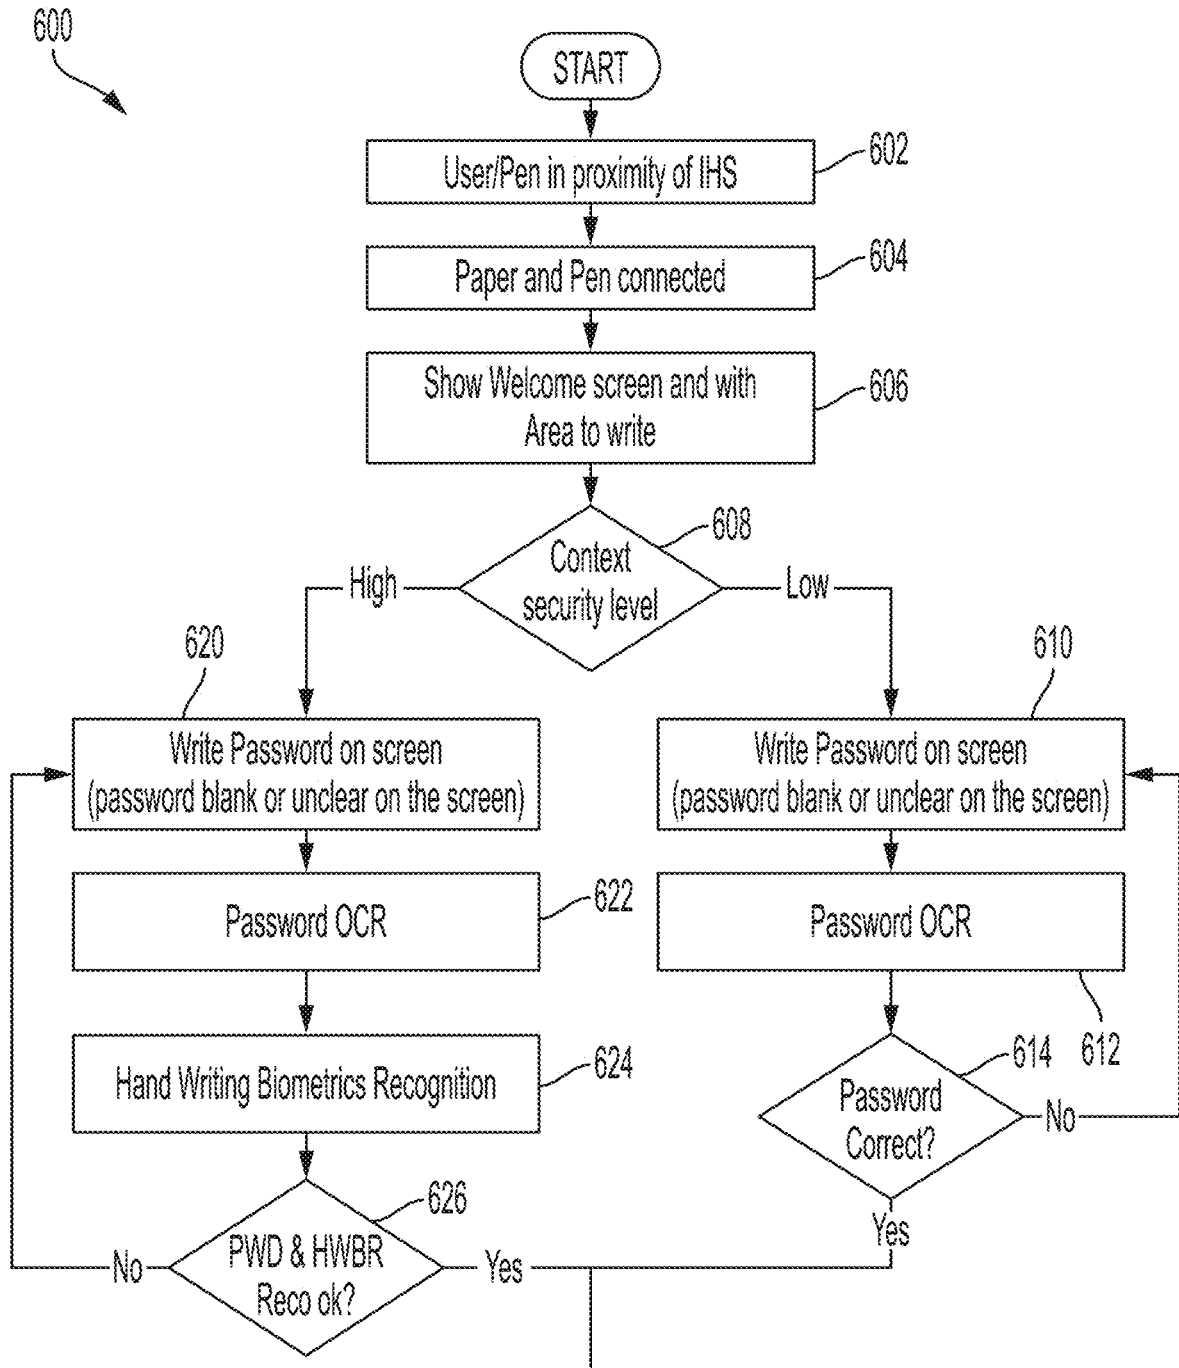 600
START
User/Pen in proximity of IHS
602
Paper and Pen connected
604
Show Welcome screen and with
Area to write
606
Context
security level
608
High
Low
620
610
Write Password on screen
(password blank or unclear on the screen)
Write Password on screen
(password blank or unclear on the screen)
Password OCR
622
Password OCR
612
Hand Writing Biometrics Recognition
624
614
Password
Correct?
No
Yes
626
PWD & HWBR
Reco ok?
No
Yes